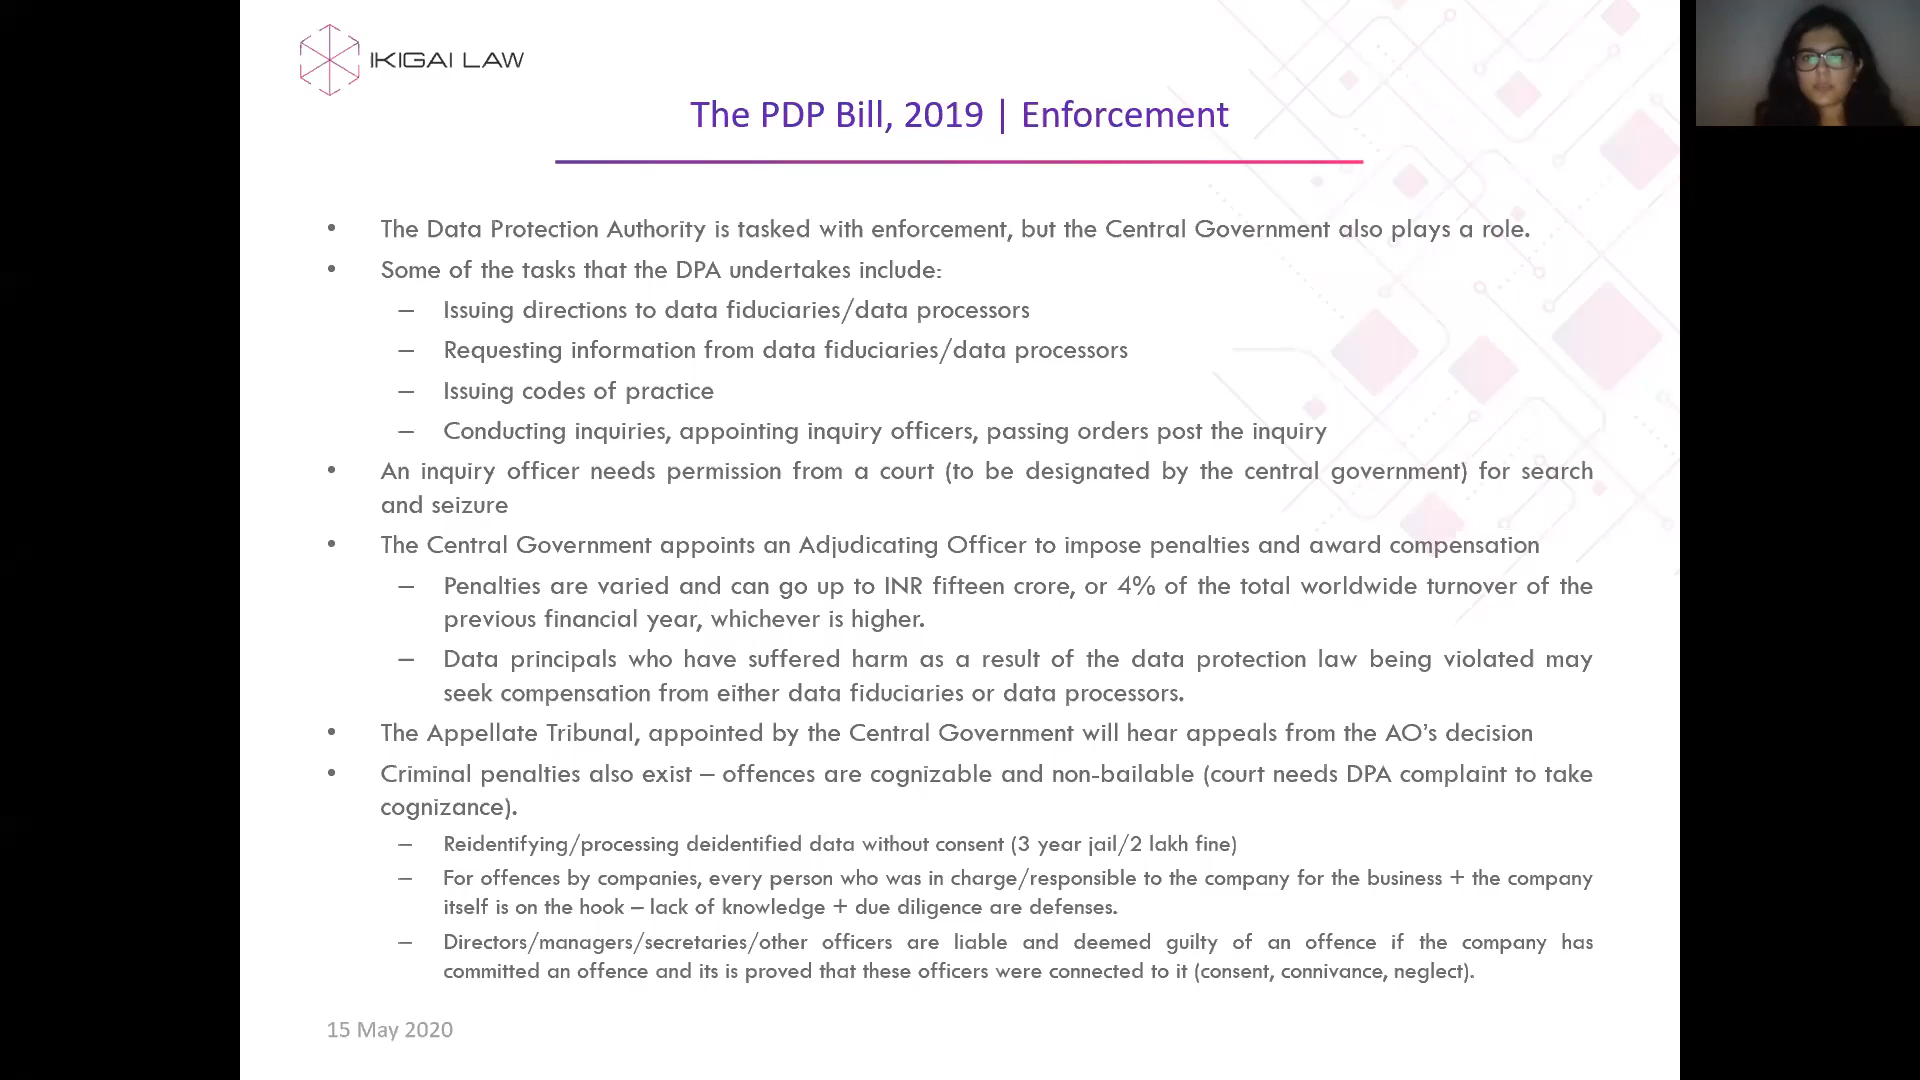 IKIGAI LAW
The PDP Bill, 2019 | Enforcement
• The Data Protection Authority is tasked with enforcement, but the Central Government also plays a role.
• Some of the tasks that the DPA undertakes include:
– Issuing directions to data fiduciaries/data processors
– Requesting information from data fiduciaries/data processors
– Issuing codes of practice
– Conducting inquiries, appointing inquiry officers, passing orders post the inquiry
• An inquiry officer needs permission from a court (to be designated by the central government) for search
and seizure
• The Central Government appoints an Adjudicating Officer to impose penalties and award compensation
– Penalties are varied and can go up to INR fifteen crore, or 4% of the total worldwide turnover of the
previous financial year, whichever is higher.
– Data principals who have suffered harm as a result of the data protection law being violated may
seek compensation from either data fiduciaries or data processors.
• The Appellate Tribunal, appointed by the Central Government will hear appeals from the AO's decision
• Criminal penalties also exist – offences are cognizable and non-bailable (court needs DPA complaint to take
cognizance).
– Reidentifying/processing deidentified data without consent (3 year jail/2 lakh fine)
– For offences by companies, every person who was in charge/responsible to the company for the business + the company
itself is on the hook – lack of knowledge + due diligence are defenses.
– Directors/managers/secretaries/other officers are liable and deemed guilty of an offence if the company has
committed an offence and its is proved that these officers were connected to it (consent, connivance, neglect).
15 May 2020